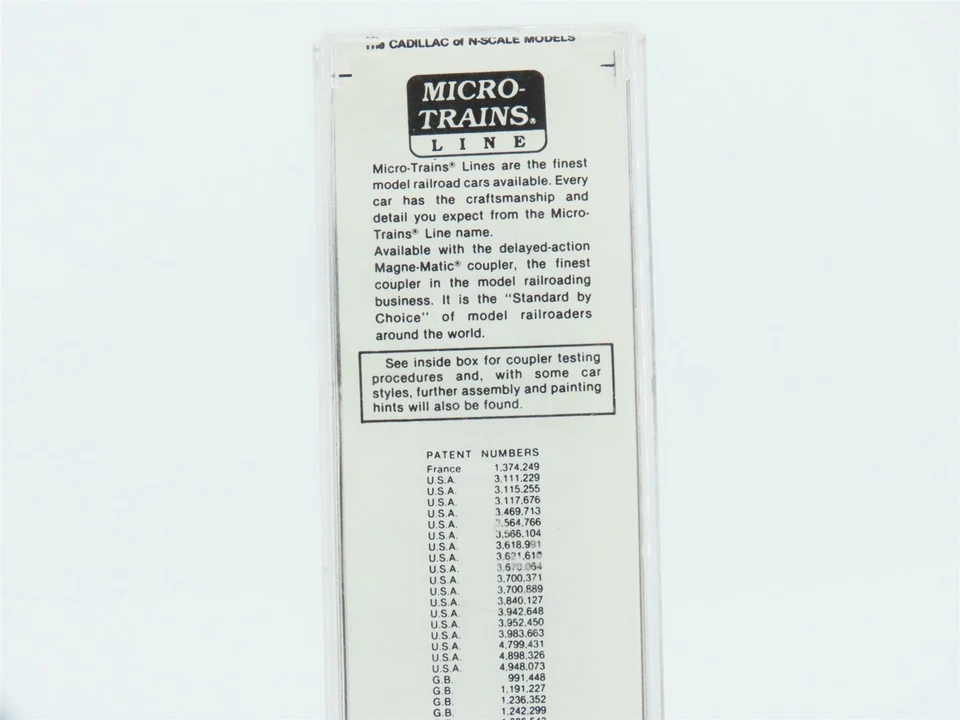 The CADILLAC of N-SCALE MODELS
MICRO-
TRAINS®
LINE
Micro-Trains® Lines are the finest
model railroad cars available. Every
car has the craftsmanship and
detail you expect from the Micro-
Trains® Line name.
Available with the delayed-action
Magne-Matic® coupler, the finest
coupler in the model railroading
business. It is the "Standard by
Choice" of model railroaders
around the world.
See inside box for coupler testing
procedures and, with some car
styles, further assembly and painting
hints will also be found.
PATENT NUMBERS
France 1,374,249
U.S.A. 3,111,229
U.S.A. 3,115,255
U.S.A. 3,117,676
U.S.A. 3,469,713
U.S.A. 3,564,766
U.S.A. 3,566,104
U.S.A. 3,618,991
U.S.A.
U.S.A.
U.S.A. 3,700,371
U.S.A. 3,700,889
U.S.A. 3,840,127
U.S.A. 3,942,648
U.S.A. 3,952,450
U.S.A. 3,983,663
U.S.A. 4,799,431
U.S.A. 4,898,326
U.S.A. 4,948,073
G.B. 991,448
G.B. 1,191,227
G.B. 1,236,352
G.B. 1,242,299